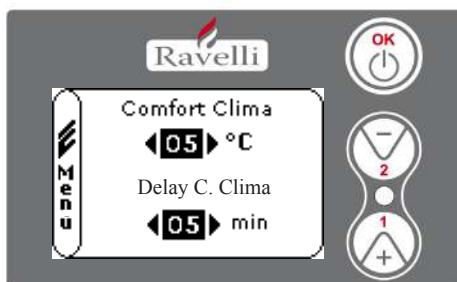 Ravelli
OK
Menù
Comfort Clima
05 °C
Delay C. Clima
05 min
−
2
1
+